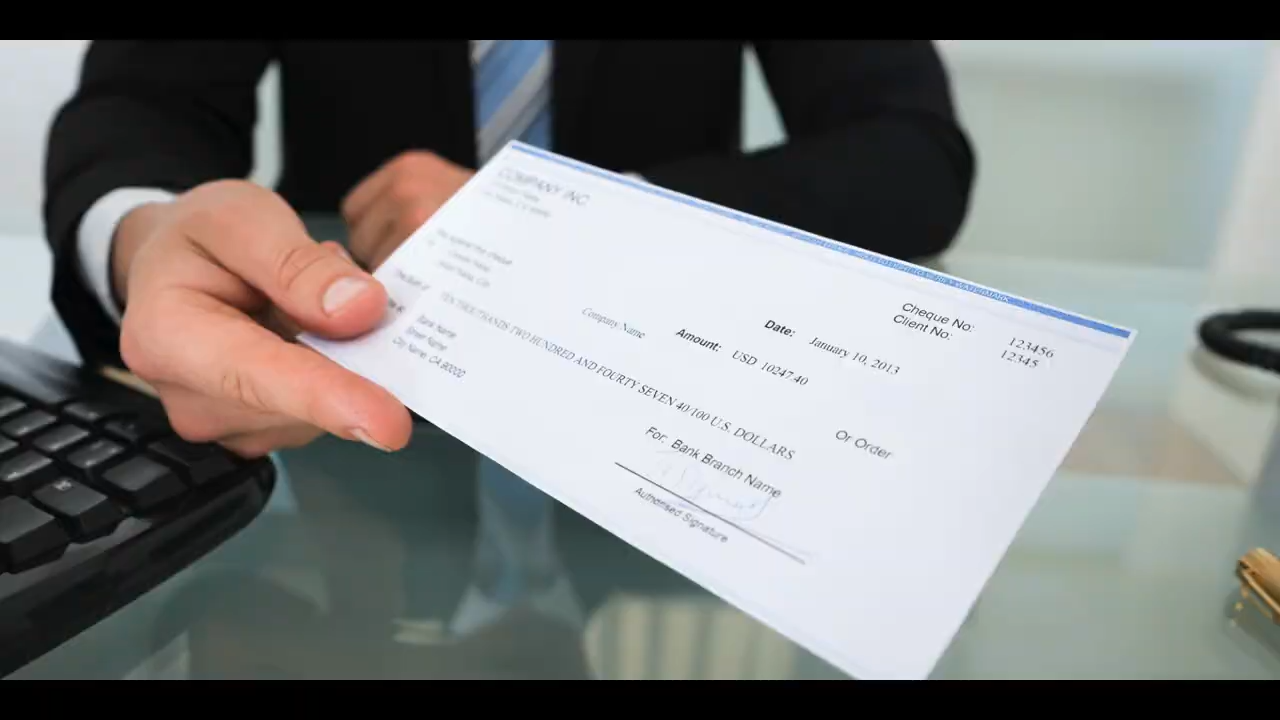 COMPANY INC
Cheque No: 123456
Client No: 12345
Date: January 10, 2013
Company Name Amount: USD 10247.40
TEN THOUTHANDS TWO HUNDRED AND FOURTY SEVEN 40/100 U.S. DOLLARS
Or Order
Bank Name
Street Name
City Name, CA 90000
For: Bank Branch Name
Authorised Signature